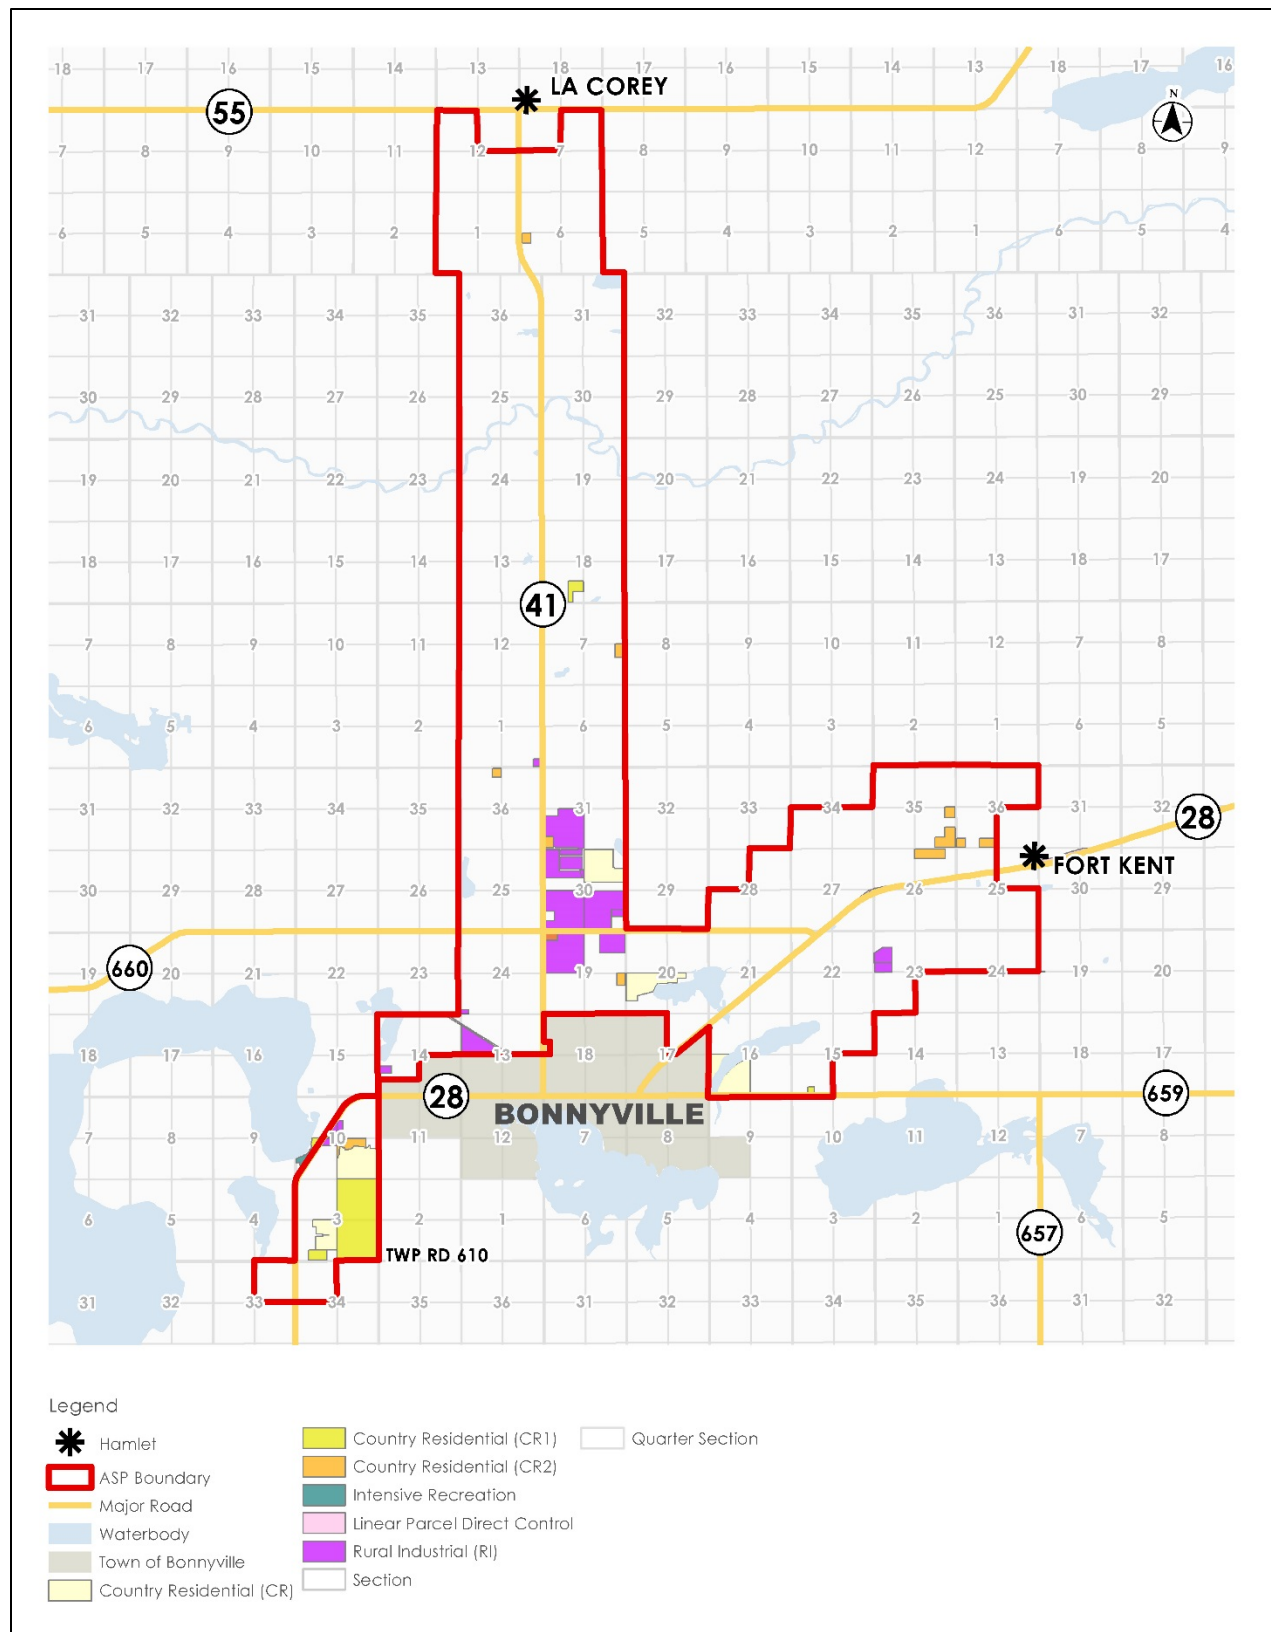 18 17 16 15 14 13 18 17 16 15 14 13 18 17 16
LA COREY
55
N
7 8 9 10 11 12 7 8 9 10 11 12 7 8 9
6 5 4 3 2 1 6 5 4 3 2 1 6 5 4
31 32 33 34 35 36 31 32 33 34 35 36 31 32
30 29 28 27 26 25 30 29 28 27 26 25 30 29
19 20 21 22 23 24 19 20 21 22 23 24 19 20
18 17 16 15 14 13 18 17 16 15 14 13 18 17
41
7 8 9 10 11 12 7 8 9 10 11 12 7 8
6 5 4 3 2 1 6 5 4 3 2 1 6 5
31 32 33 34 35 36 31 32 33 34 35 36 31 32
28
FORT KENT
30 29 28 27 26 25 30 29 28 27 26 25 30 29
660
19 20 21 22 23 24 19 20 21 22 23 24 19 20
18 17 16 15 14 13 18 17 16 15 14 13 18 17
28
659
BONNYVILLE
7 8 9 10 11 12 7 8 9 10 11 12 7 8
6 5 4 3 2 1 6 5 4 3 2 1 6 5
657
TWP RD 610
31 32 33 34 35 36 31 32 33 34 35 36 31 32
Legend
Hamlet
ASP Boundary
Major Road
Waterbody
Town of Bonnyville
Country Residential (CR)
Country Residential (CR1)
Country Residential (CR2)
Intensive Recreation
Linear Parcel Direct Control
Rural Industrial (RI)
Section
Quarter Section